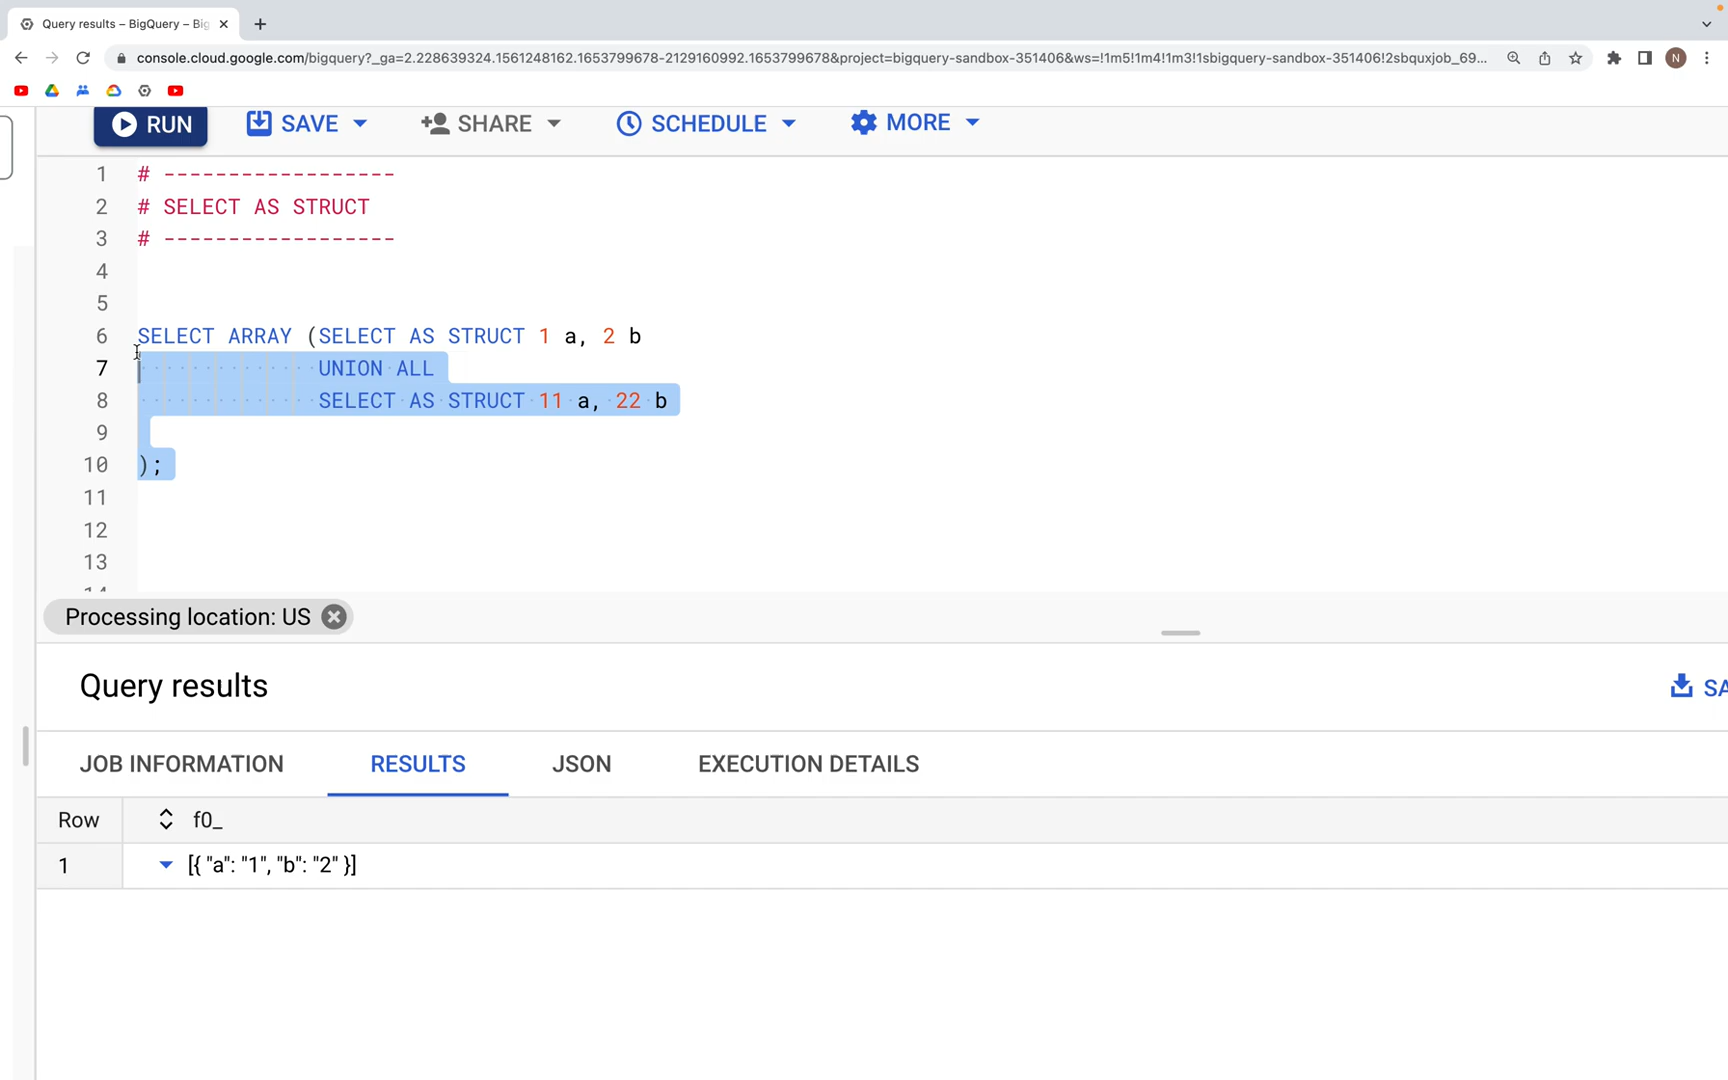 Query results – BigQuery – Big
console.cloud.google.com/bigquery?_ga=2.228639324.1561248162.1653799678-2129160992.1653799678&project=bigquery-sandbox-351406&ws=!1m5!1m4!1m3!1sbigquery-sandbox-351406!2sbquxjob_69...
N
RUN SAVE SHARE SCHEDULE MORE
1 # ------------------
2 # SELECT AS STRUCT
3 # ------------------
4
5
6 SELECT ARRAY (SELECT AS STRUCT 1 a, 2 b
7 UNION ALL
8 SELECT AS STRUCT 11 a, 22 b
9
10 );
11
12
13
14
Processing location: US
Query results
SA
JOB INFORMATION RESULTS JSON EXECUTION DETAILS
Row f0_
1 [{ "a": "1", "b": "2" }]